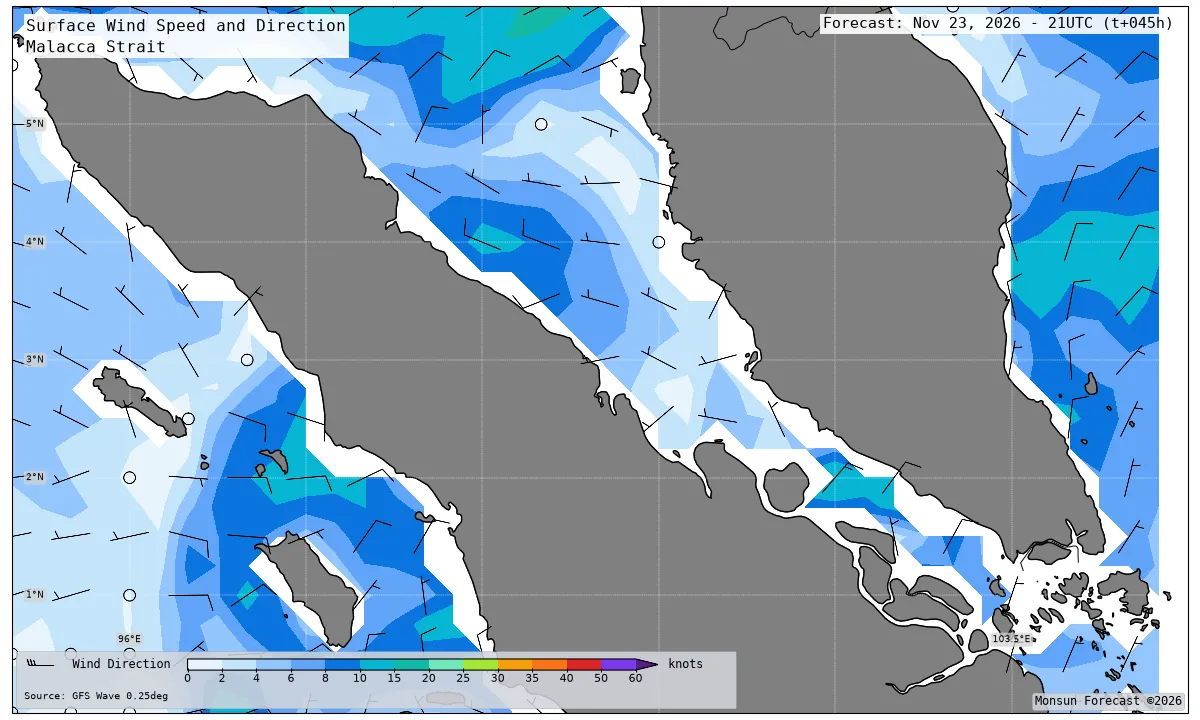 Surface Wind Speed and Direction
Malacca Strait
Forecast: Nov 23, 2026 - 21UTC (t+045h)
5°N
4°N
3°N
2°N
1°N
96°E
Wind Direction
0 2 4 6 8 10 12 15 20 25 30 35 40 50 60
knots
Source: GFS Wave 0.25deg
Monsun Forecast ©2026